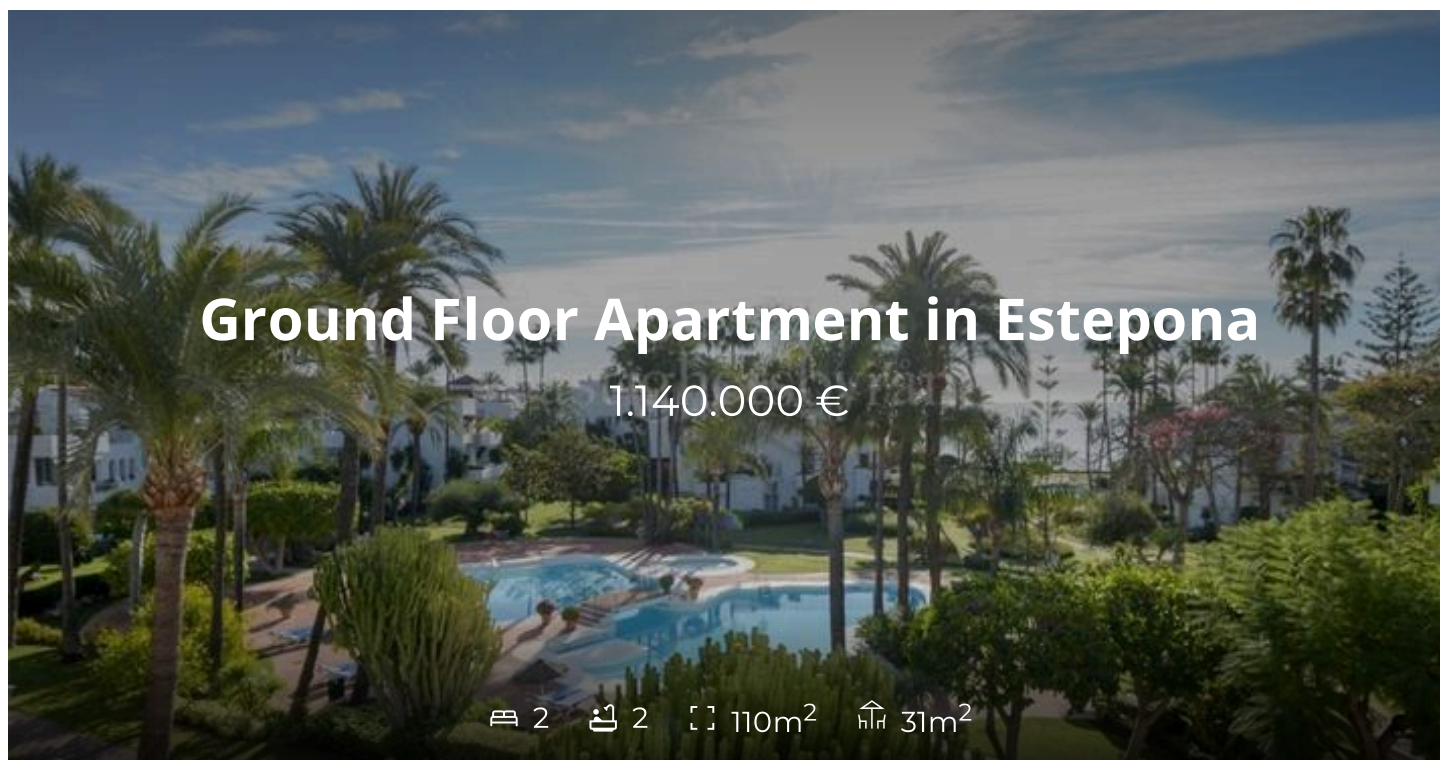 Ground Floor Apartment in Estepona
1.140.000 €
2 2 110m² 31m²